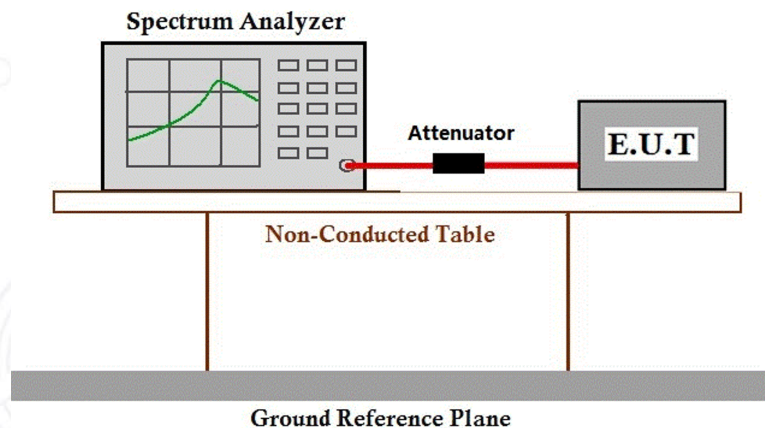 Spectrum Analyzer
Attenuator
E.U.T
Non-Conducted Table
Ground Reference Plane